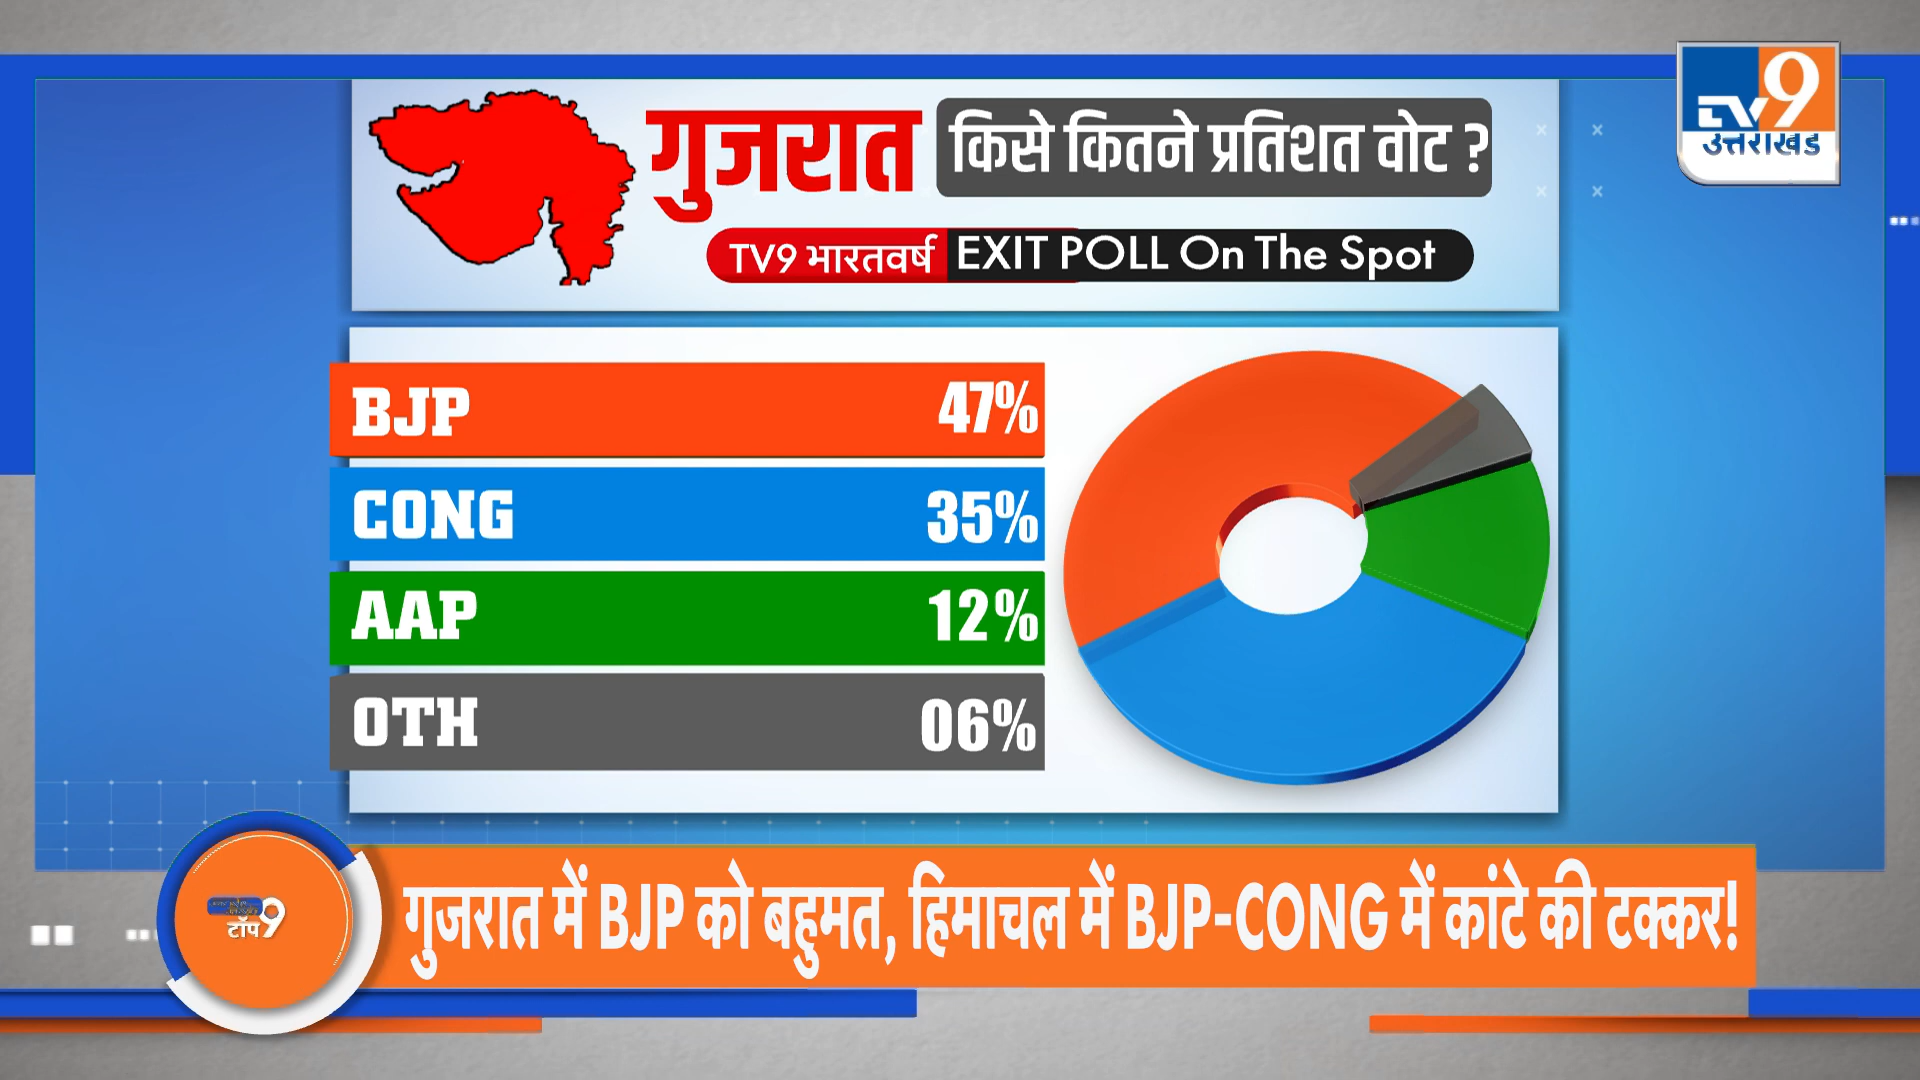 TV9
उत्तराखंड
गुजरात किसे कितने प्रतिशत वोट ?
TV9 भारतवर्ष EXIT POLL On The Spot
BJP 47%
CONG 35%
AAP 12%
OTH 06%
टॉप 9
गुजरात में BJP को बहुमत, हिमाचल में BJP-CONG में कांटे की टक्कर!